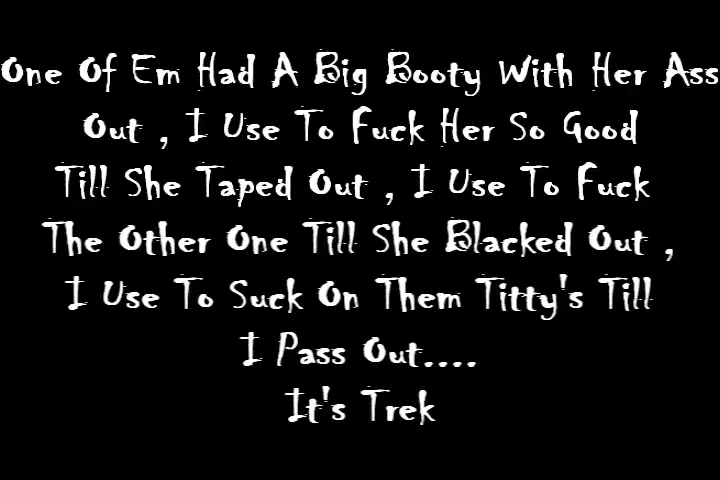 One Of Em Had A Big Booty With Her Ass
Out , I Use To Fuck Her So Good
Till She Taped Out , I Use To Fuck
The Other One Till She Blacked Out ,
I Use To Suck On Them Titty's Till
I Pass Out....
It's Trek